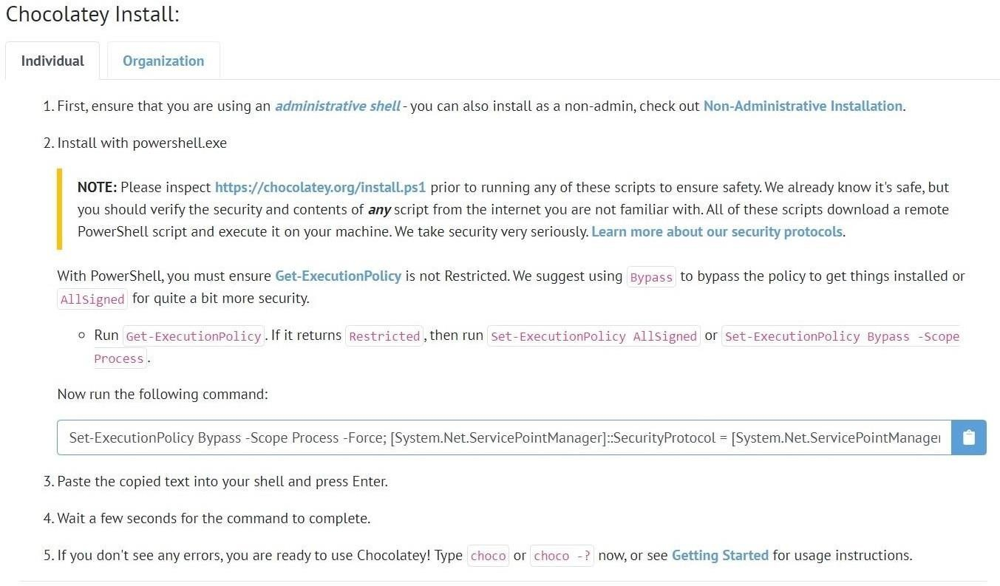 Chocolatey Install:
Individual
Organization
1. First, ensure that you are using an administrative shell - you can also install as a non-admin, check out Non-Administrative Installation.
2. Install with powershell.exe
NOTE: Please inspect https://chocolatey.org/install.ps1 prior to running any of these scripts to ensure safety. We already know it's safe, but
you should verify the security and contents of any script from the internet you are not familiar with. All of these scripts download a remote
PowerShell script and execute it on your machine. We take security very seriously. Learn more about our security protocols.
With PowerShell, you must ensure Get-ExecutionPolicy is not Restricted. We suggest using Bypass to bypass the policy to get things installed or
AllSigned for quite a bit more security.
Run Get-ExecutionPolicy. If it returns Restricted, then run Set-ExecutionPolicy AllSigned or Set-ExecutionPolicy Bypass -Scope
Process.
Now run the following command:
Set-ExecutionPolicy Bypass -Scope Process -Force; [System.Net.ServicePointManager]::SecurityProtocol = [System.Net.ServicePointManager
3. Paste the copied text into your shell and press Enter.
4. Wait a few seconds for the command to complete.
5. If you don't see any errors, you are ready to use Chocolatey! Type choco or choco -? now, or see Getting Started for usage instructions.